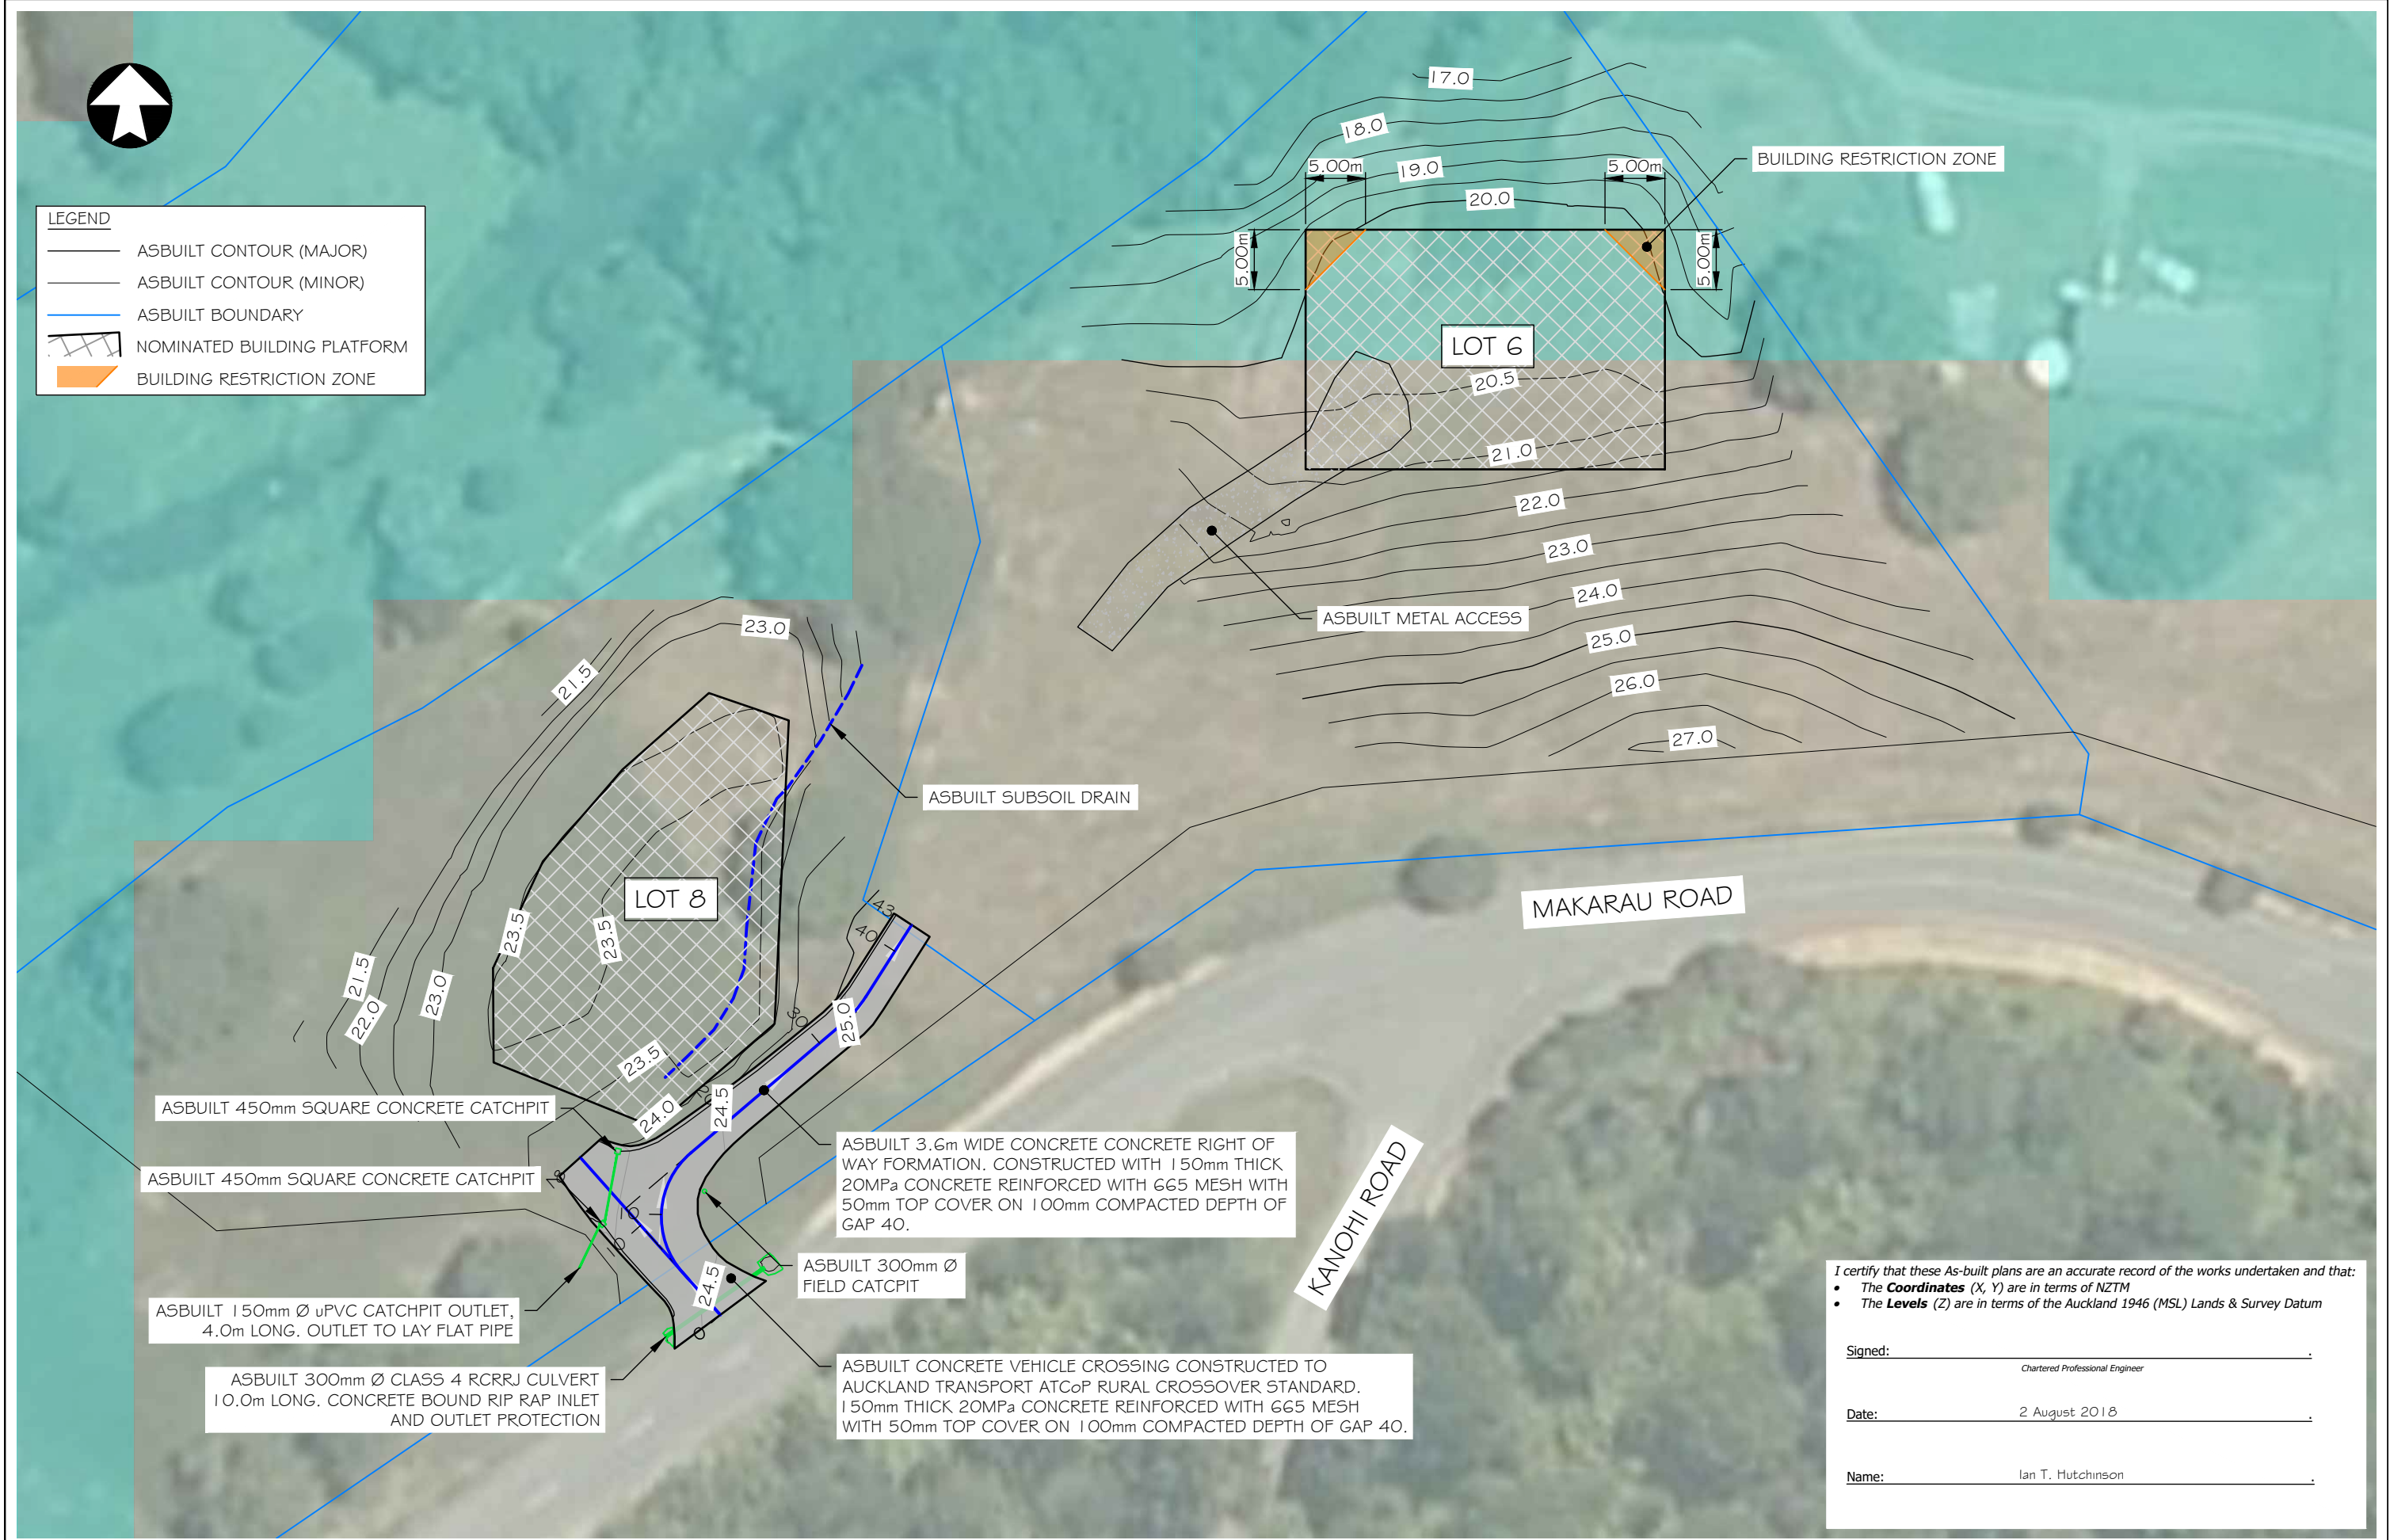 17.0
18.0
5.00m
19.0
5.00m
BUILDING RESTRICTION ZONE
20.0
LEGEND
ASBUILT CONTOUR (MAJOR)
ASBUILT CONTOUR (MINOR)
ASBUILT BOUNDARY
NOMINATED BUILDING PLATFORM
BUILDING RESTRICTION ZONE
5.00m
5.00m
LOT 6
20.5
21.0
22.0
23.0
24.0
ASBUILT METAL ACCESS
25.0
26.0
27.0
23.0
21.5
ASBUILT SUBSOIL DRAIN
LOT 8
MAKARAU ROAD
23.5
23.5
21.5
22.0
23.0
143
40
30
25.0
23.5
24.0
20
24.5
ASBUILT 450mm SQUARE CONCRETE CATCHPIT
ASBUILT 450mm SQUARE CONCRETE CATCHPIT
ASBUILT 3.6m WIDE CONCRETE CONCRETE RIGHT OF
WAY FORMATION. CONSTRUCTED WITH 150mm THICK
20MPa CONCRETE REINFORCED WITH 665 MESH WITH
50mm TOP COVER ON 100mm COMPACTED DEPTH OF
GAP 40.
KANOHI ROAD
10
10
24.5
0
ASBUILT 300mm Ø
FIELD CATCPIT
ASBUILT 150mm Ø uPVC CATCHPIT OUTLET,
4.0m LONG. OUTLET TO LAY FLAT PIPE
ASBUILT 300mm Ø CLASS 4 RCRRJ CULVERT
10.0m LONG. CONCRETE BOUND RIP RAP INLET
AND OUTLET PROTECTION
ASBUILT CONCRETE VEHICLE CROSSING CONSTRUCTED TO
AUCKLAND TRANSPORT ATCoP RURAL CROSSOVER STANDARD.
150mm THICK 20MPa CONCRETE REINFORCED WITH 665 MESH
WITH 50mm TOP COVER ON 100mm COMPACTED DEPTH OF GAP 40.
I certify that these As-built plans are an accurate record of the works undertaken and that:
• The Coordinates (X, Y) are in terms of NZTM
• The Levels (Z) are in terms of the Auckland 1946 (MSL) Lands & Survey Datum
Signed: .
Chartered Professional Engineer
Date: 2 August 2018 .
Name: Ian T. Hutchinson .